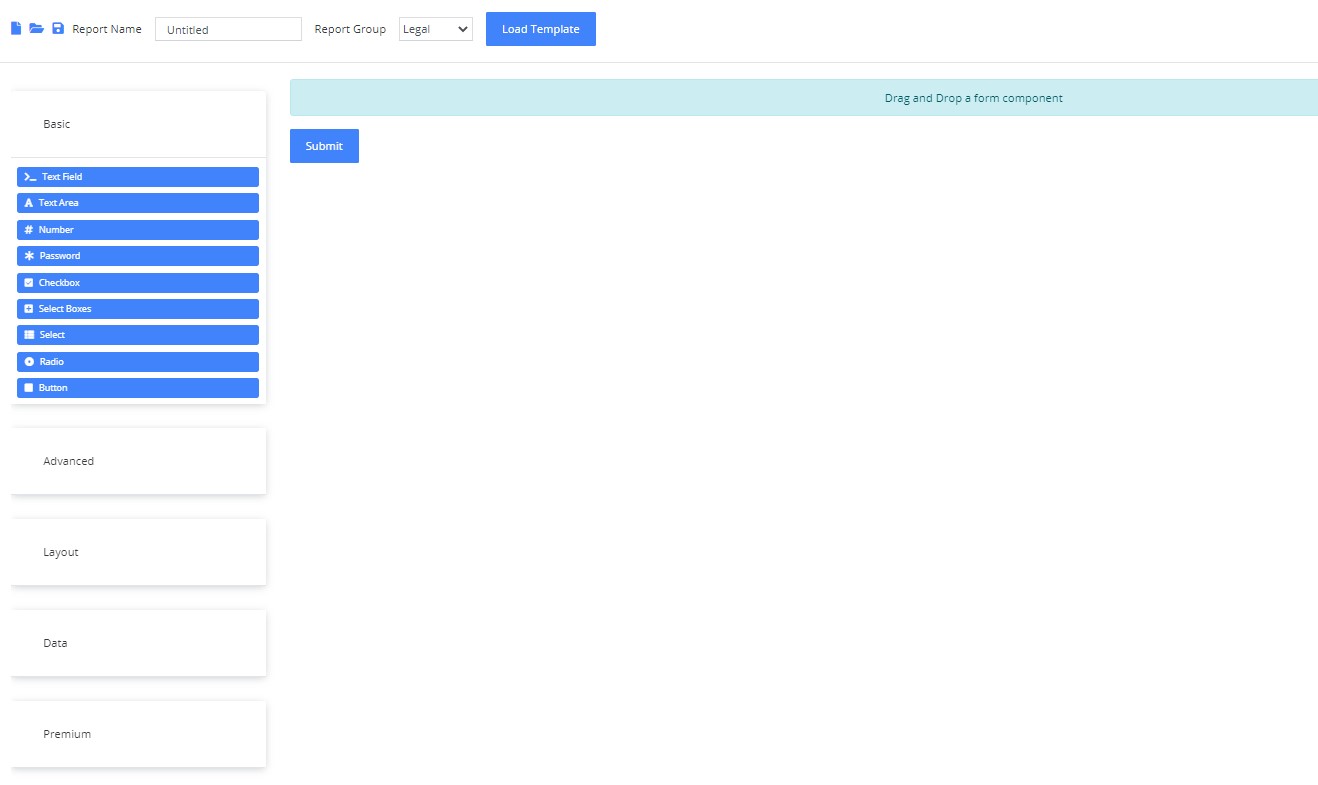 Report Name Untitled Report Group Legal Load Template
Drag and Drop a form component
Submit
Basic
Text Field
Text Area
Number
Password
Checkbox
Select Boxes
Select
Radio
Button
Advanced
Layout
Data
Premium